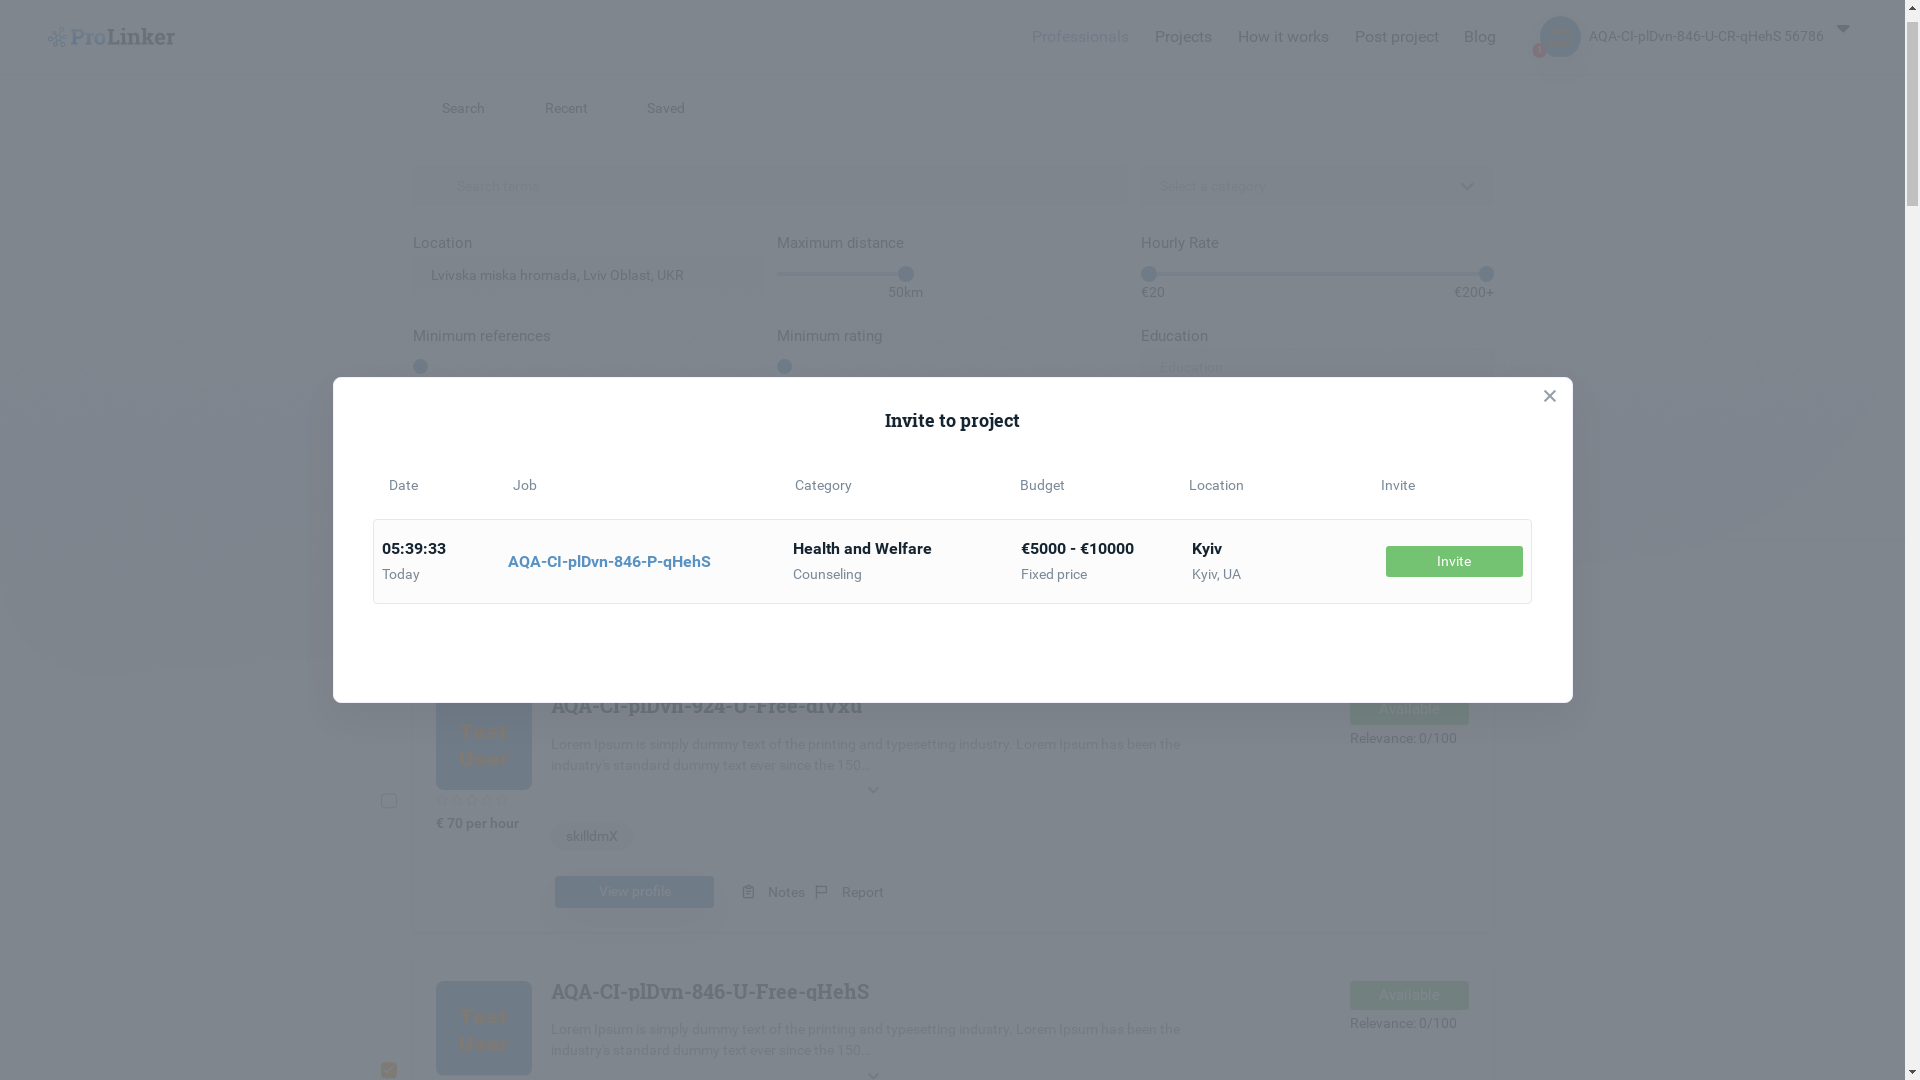 ProLinker
Professionals Projects How it works Post project Blog
1
AQA-CI-plDvn-846-U-CR-qHehS 56786
Search Recent Saved
Search terms
Select a category
Location Maximum distance Hourly Rate
Lvivska miska hromada, Lviv Oblast, UKR
50km €20 €200+
Minimum references Minimum rating Education
Education
Invite to project
Date Job Category Budget Location Invite
05:39:33 AQA-CI-plDvn-846-P-qHehS Health and Welfare €5000 - €10000 Kyiv Invite
Today Counseling Fixed price Kyiv, UA
AQA-CI-plDvn-924-U-Free-dIvxu
Available
Test
User
Lorem Ipsum is simply dummy text of the printing and typesetting industry. Lorem Ipsum has been the
industry's standard dummy text ever since the 150...
Relevance: 0/100
€ 70 per hour
skilldmX
View profile Notes Report
AQA-CI-plDvn-846-U-Free-qHehS
Available
Test
User
Lorem Ipsum is simply dummy text of the printing and typesetting industry. Lorem Ipsum has been the
industry's standard dummy text ever since the 150...
Relevance: 0/100